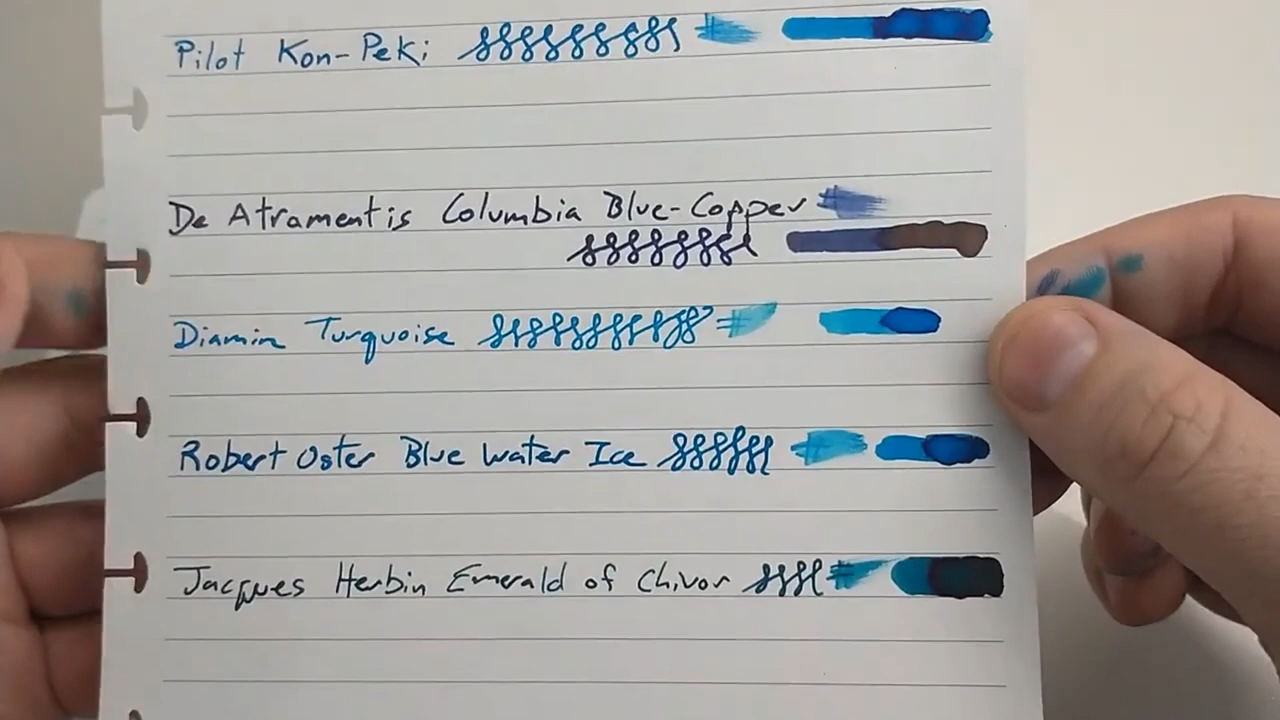 Pilot Kon-Peki
De Atramentis Columbia Blue-Copper
Diamin Turquoise
Robert Oster Blue Water Ice
Jacques Herbin Emerald of Chivor